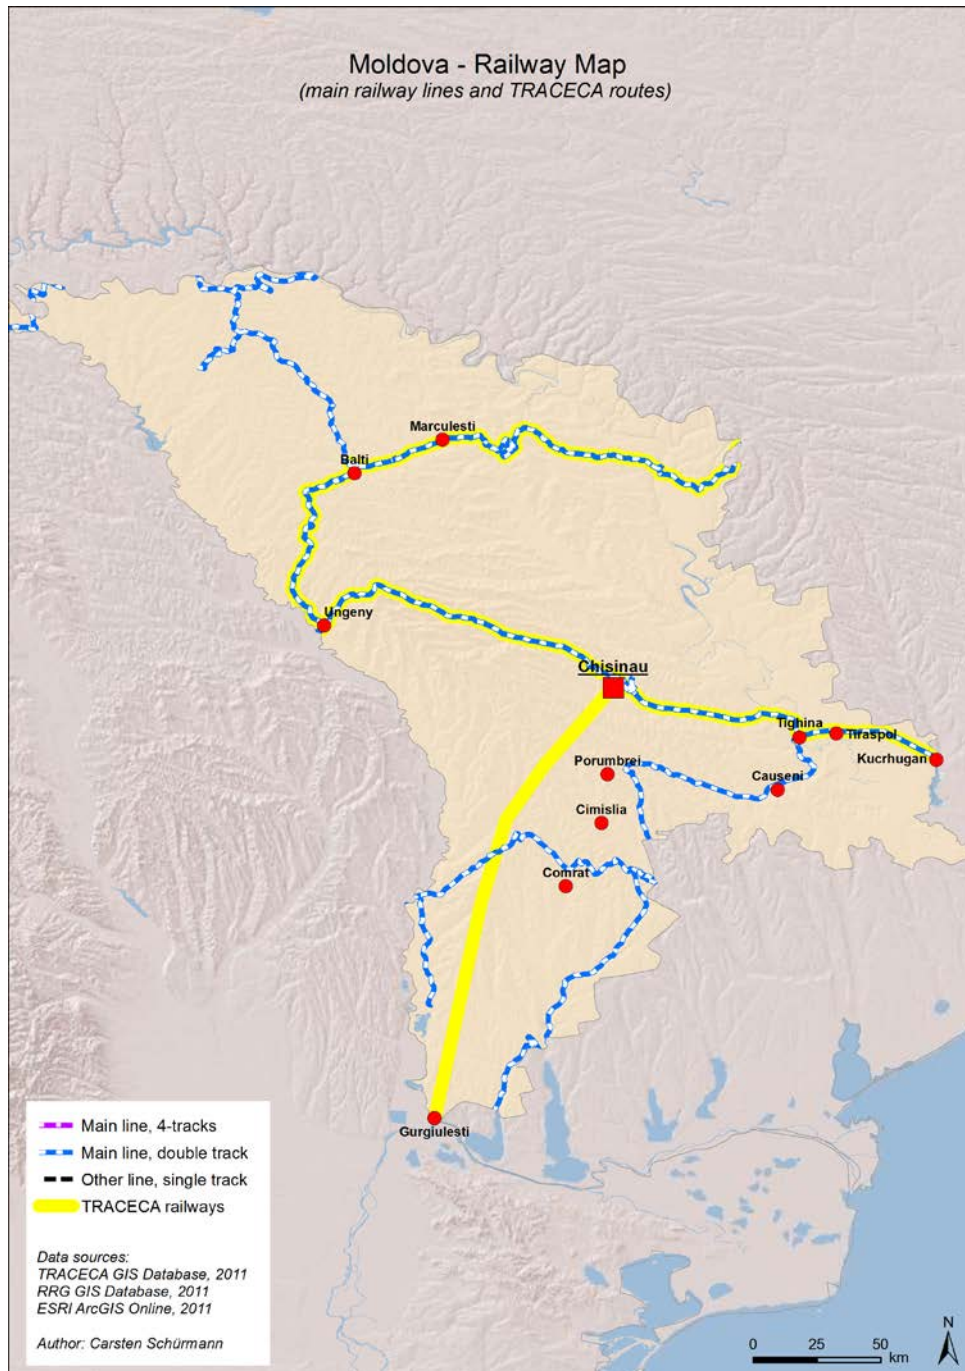 Moldova - Railway Map
(main railway lines and TRACECA routes)
Marculesti
Balti
Ungeny
Chisinau
Tighina
Tiraspol
Kucrhugan
Porumbrei
Causeni
Cimislia
Comrat
Gurgiulesti
Main line, 4-tracks
Main line, double track
Other line, single track
TRACECA railways
Data sources:
TRACECA GIS Database, 2011
RRG GIS Database, 2011
ESRI ArcGIS Online, 2011
Author: Carsten Schürmann
N
0 25 50
km